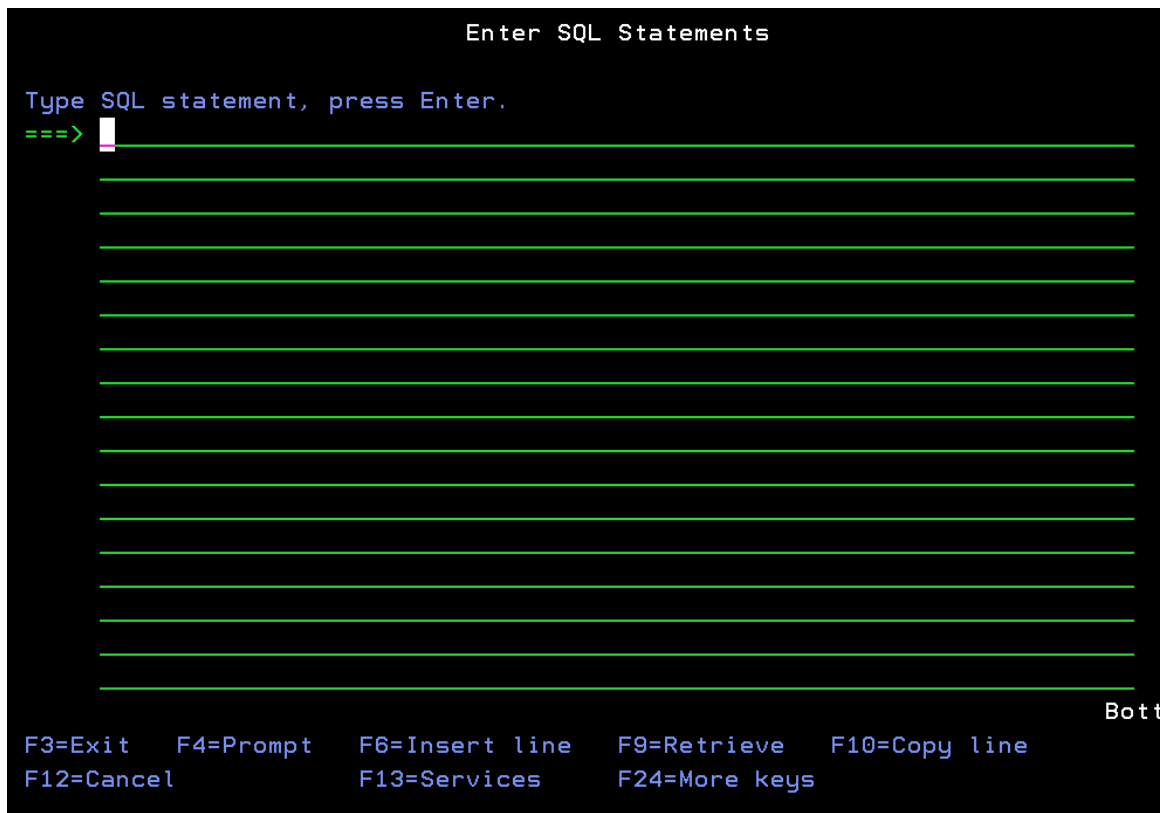 Enter SQL Statements
Type SQL statement, press Enter.
===>
Bott
F3=Exit F4=Prompt F6=Insert line F9=Retrieve F10=Copy line
F12=Cancel F13=Services F24=More keys